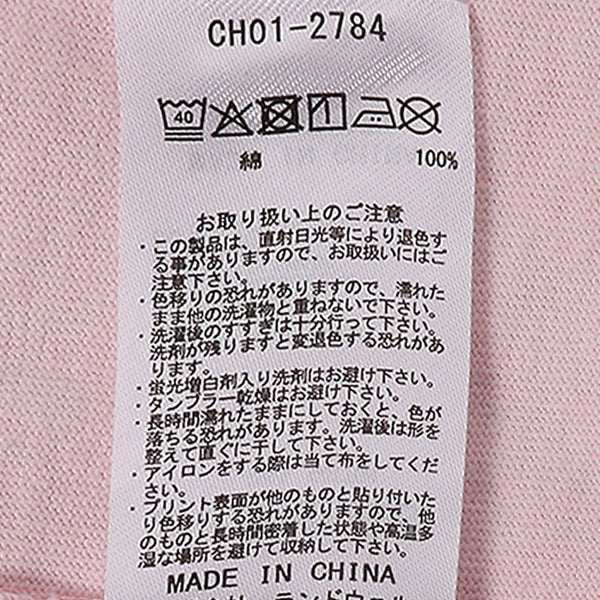 CH01-2784
40
綿 100%
お取り扱い上のご注意
・この製品は、直射日光等により退色す
る事がありますので、お取扱いにはご
注意下さい。
・色移りの恐れがありますので、濡れた
まま他の洗濯物と重ねないで下さい。
・洗濯後のすすぎは十分行って下さい。
洗剤が残りますと変退色する恐れがあ
ります。
・蛍光増白剤入り洗剤はお避け下さい。
・タンブラー乾燥はお避け下さい。
・長時間濡れたままにしておくと、色が
落ちる恐れがあります。洗濯後は形を
整えて直ぐに干して下さい。
・アイロンをする際は当て布をしてくだ
さい。
・プリント表面が他のものと貼り付いた
り色移りする恐れがありますので、他
のものと長時間密着した状態や高温多
湿な場所を避けて収納して下さい。
MADE IN CHINA